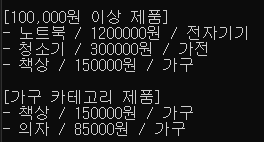 [100,000원 이상 제품]
- 노트북 / 1200000원 / 전자기기
- 청소기 / 300000원 / 가전
- 책상 / 150000원 / 가구

[가구 카테고리 제품]
- 책상 / 150000원 / 가구
- 의자 / 85000원 / 가구